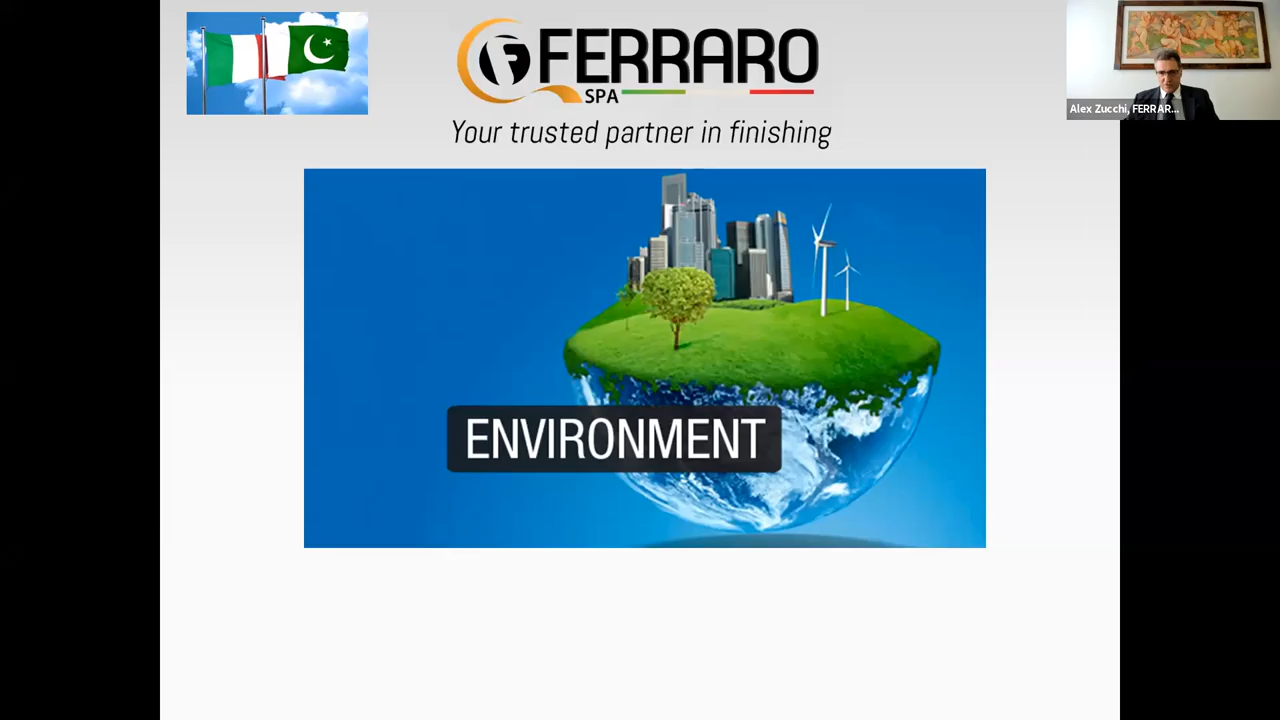 FERRARO
SPA
Your trusted partner in finishing
Alex Zucchi, FERRAR...
ENVIRONMENT